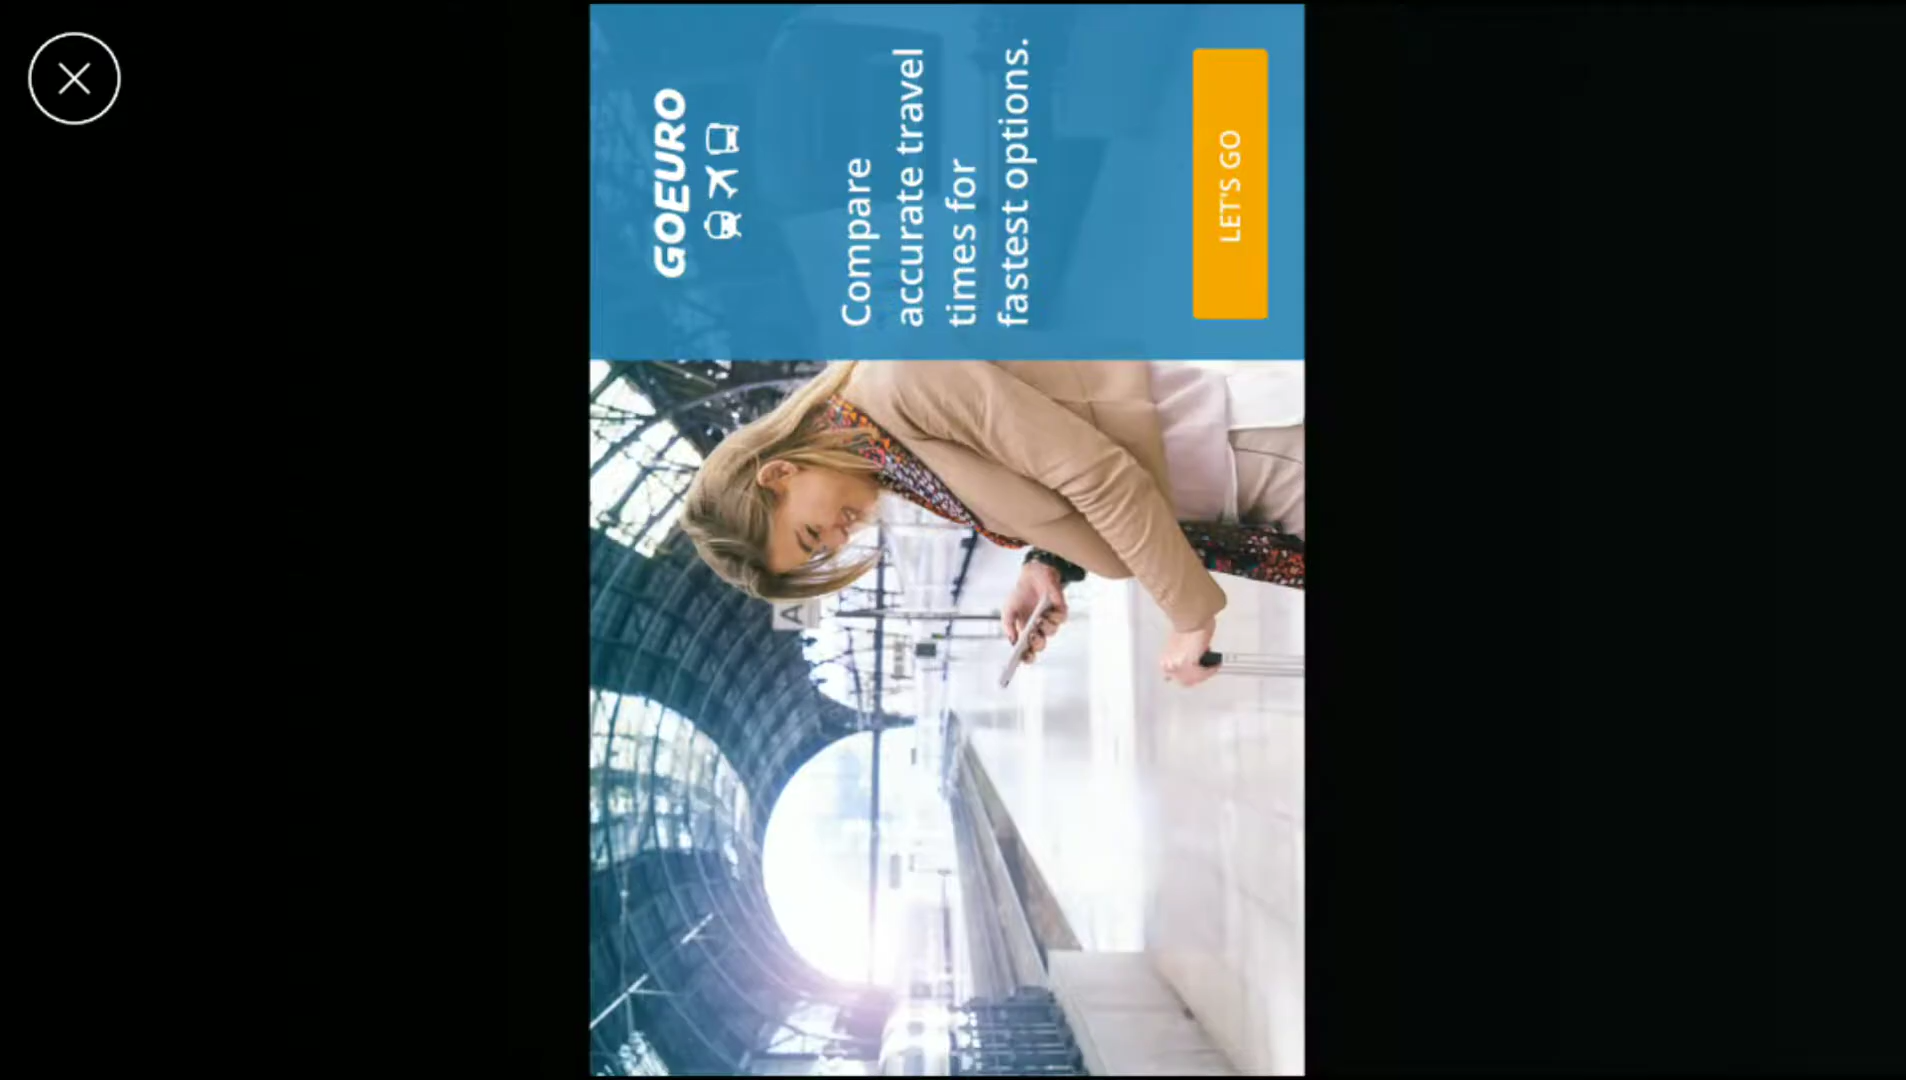 GOEURO
Compare
accurate travel
times for
fastest options.
LET'S GO
A